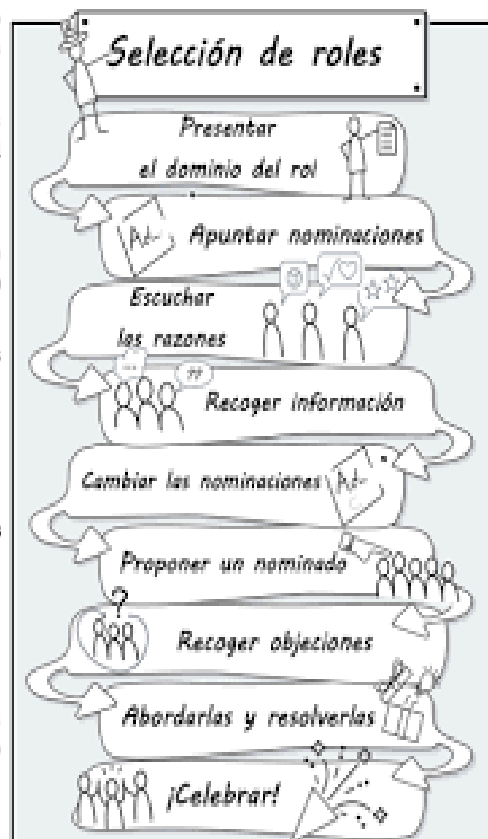 Selección de roles
Presentar
el dominio del rol
Apuntar nominaciones
Escuchar
las razones
Recoger información
Cambiar las nominaciones
Proponer un nominado
?
Recoger objeciones
Abordarlas y resolverlas
¡Celebrar!